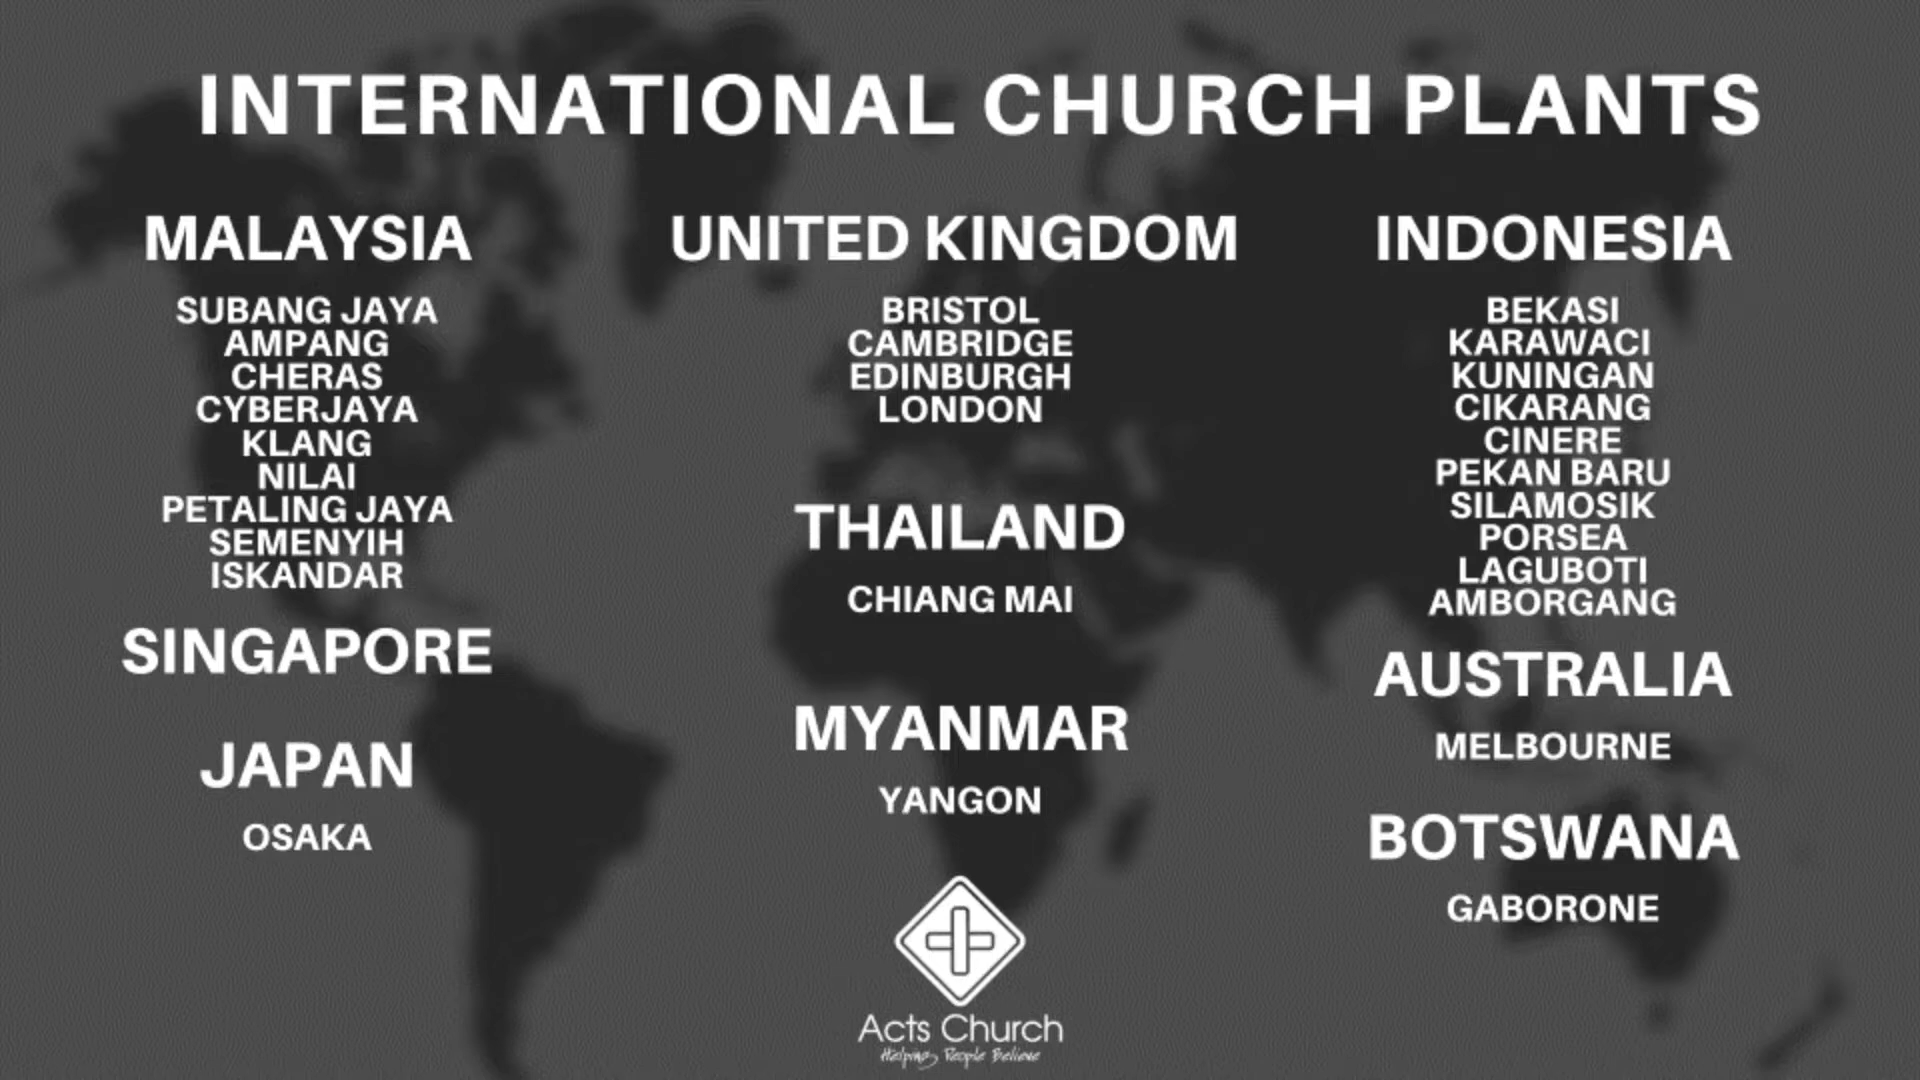 INTERNATIONAL CHURCH PLANTS
MALAYSIA
SUBANG JAYA
AMPANG
CHERAS
CYBERJAYA
KLANG
NILAI
PETALING JAYA
SEMENYIH
ISKANDAR
SINGAPORE
JAPAN
OSAKA
UNITED KINGDOM
BRISTOL
CAMBRIDGE
EDINBURGH
LONDON
THAILAND
CHIANG MAI
MYANMAR
YANGON
INDONESIA
BEKASI
KARAWACI
KUNINGAN
CIKARANG
CINERE
PEKAN BARU
SILAMOSIK
PORSEA
LAGUBOTI
AMBORGANG
AUSTRALIA
MELBOURNE
BOTSWANA
GABORONE
Acts Church
Helping People Believe